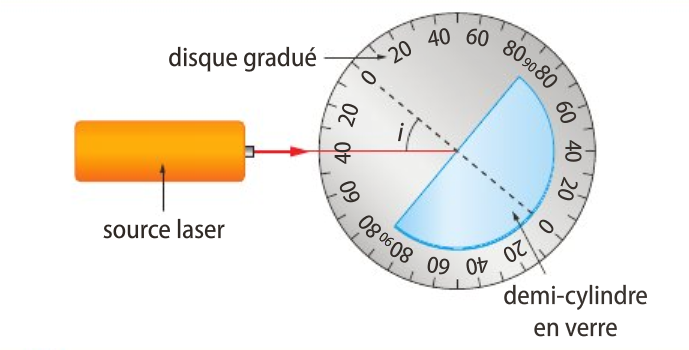 disque gradué
0 20 40 60 80 90 80 60 40 20 0
20 40 60 80 90 80 60 40 20
i
source laser
demi-cylindre
en verre